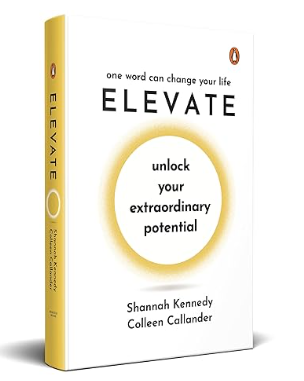 one word can change your life
ELEVATE
unlock
your
extraordinary
potential
Shannah Kennedy
Colleen Callander
ELEVATE
Shannah Kennedy
Colleen Callander